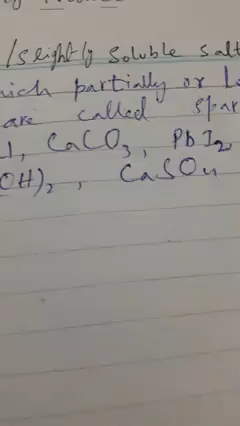 /slightly soluble salt
which partially or
are called spar
l, CaCO₃, PbI₂
(OH)₂, CaSO₄